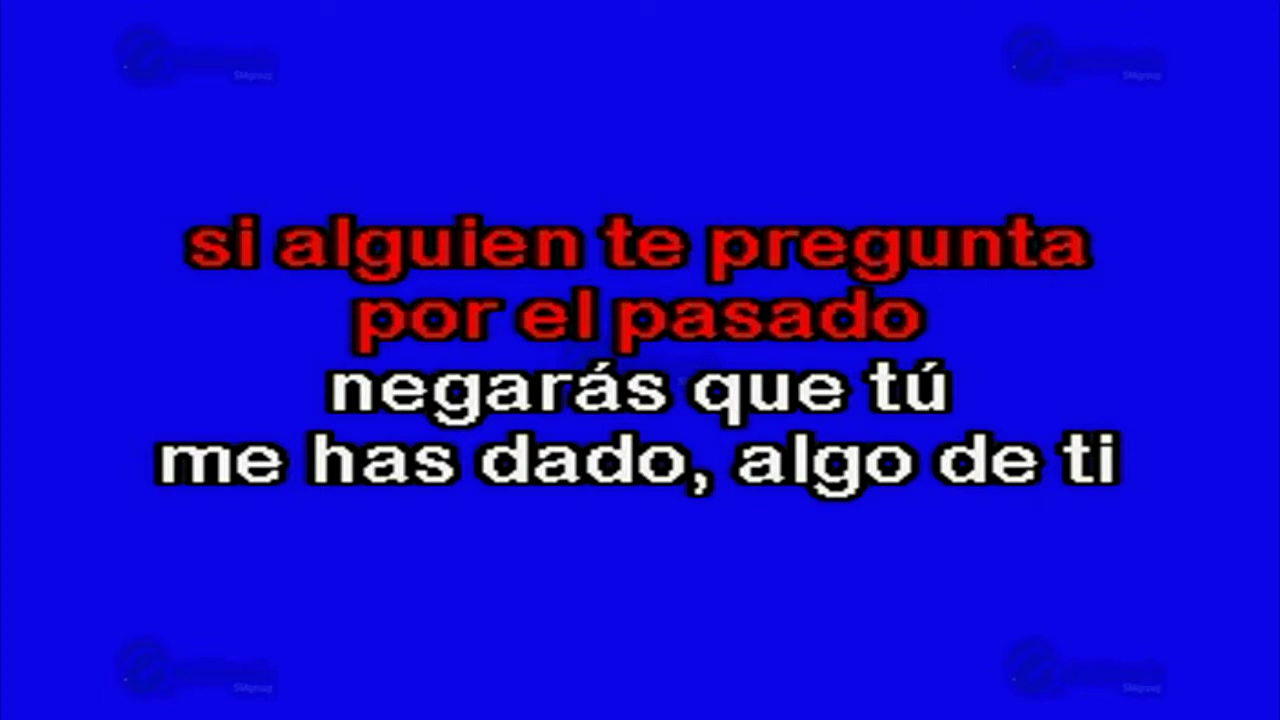 si alguien te pregunta
por el pasado
negarás que tú
me has dado, algo de ti